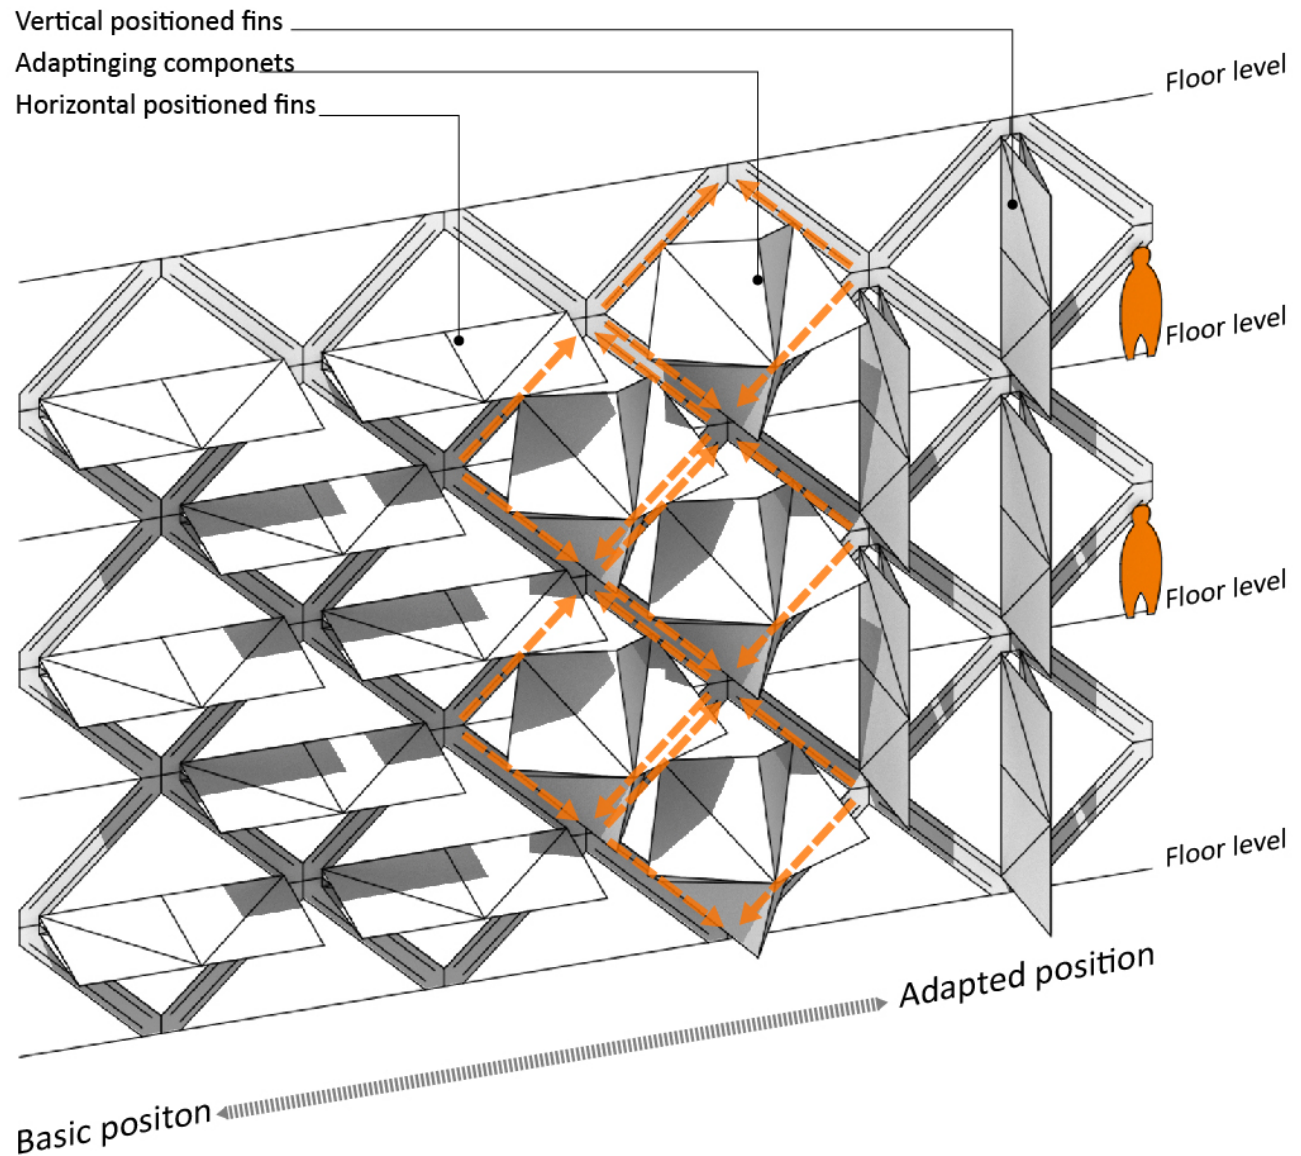 Vertical positioned fins
Adaptinging componets
Horizontal positioned fins
Floor level
Floor level
Floor level
Floor level
Adapted position
Basic positon